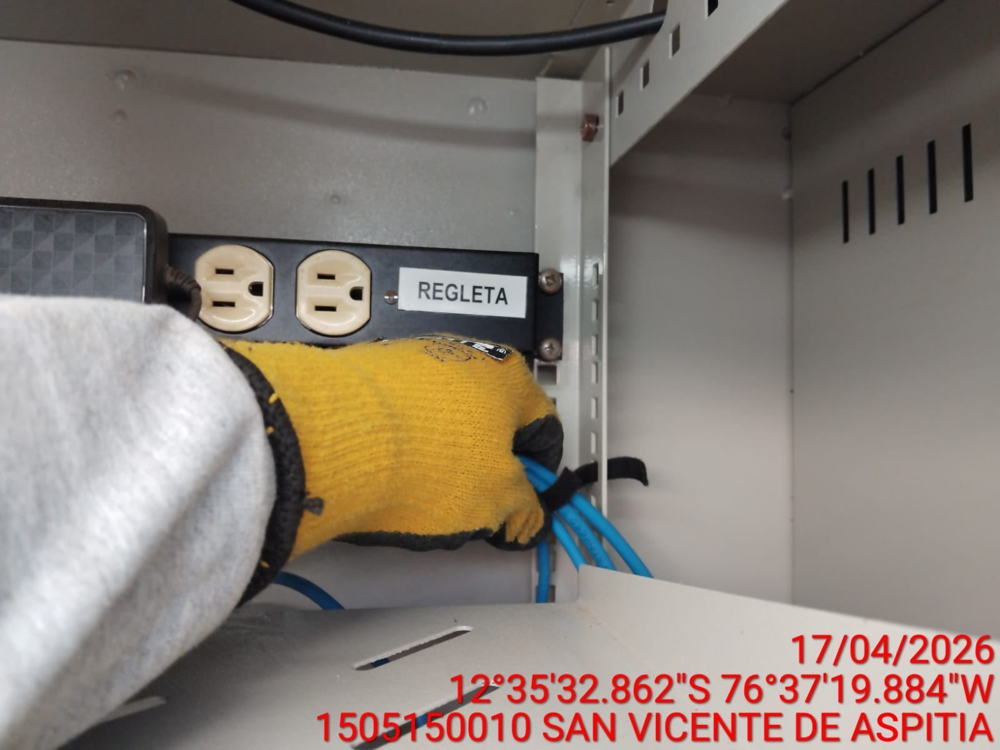 REGLETA
17/04/2026
12°35'32.862"S 76°37'19.884"W
1505150010 SAN VICENTE DE ASPITIA